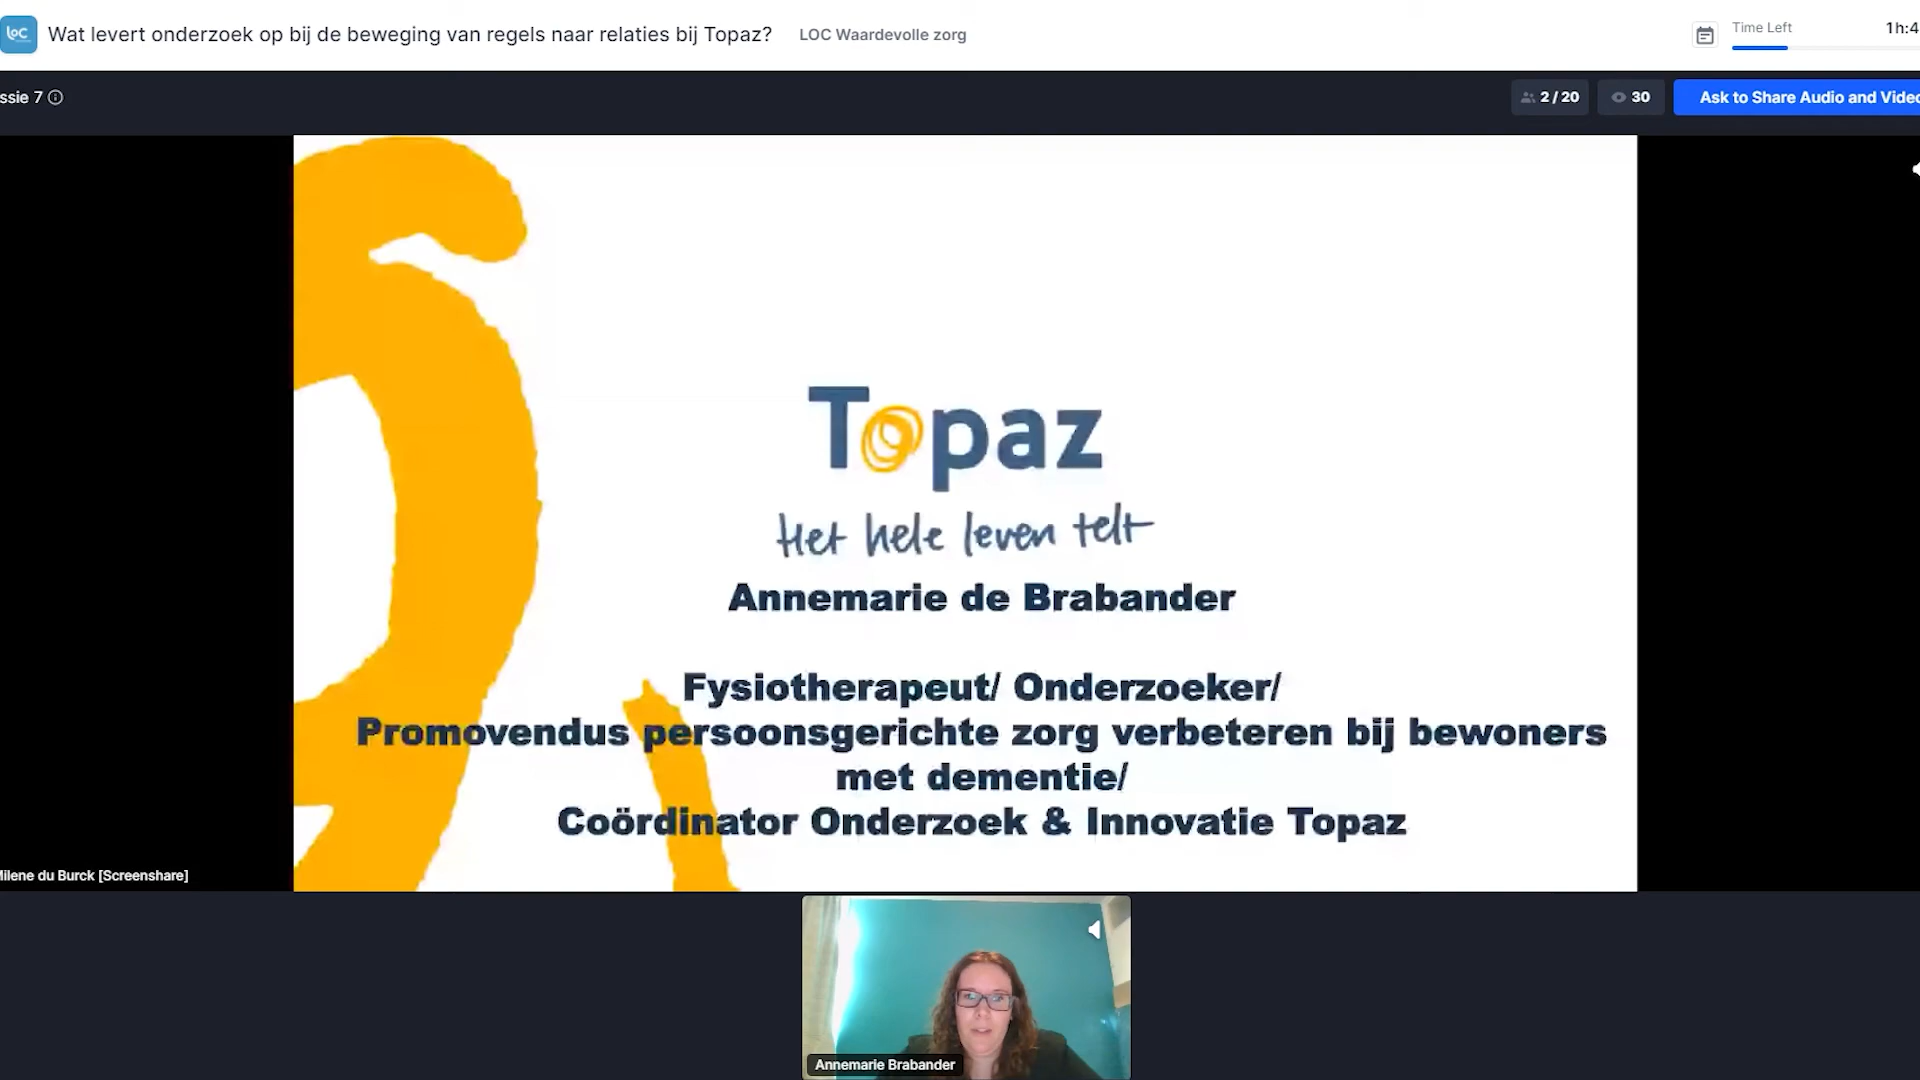 LOC
Wat levert onderzoek op bij de beweging van regels naar relaties bij Topaz?
LOC Waardevolle zorg
Time Left
1h:4
ssie 7
2 / 20
30
Ask to Share Audio and Video
Topaz
Het hele leven telt
Annemarie de Brabander
Fysiotherapeut/ Onderzoeker/
Promovendus persoonsgerichte zorg verbeteren bij bewoners
met dementie/
Coördinator Onderzoek & Innovatie Topaz
Milene du Burck [Screenshare]
Annemarie Brabander